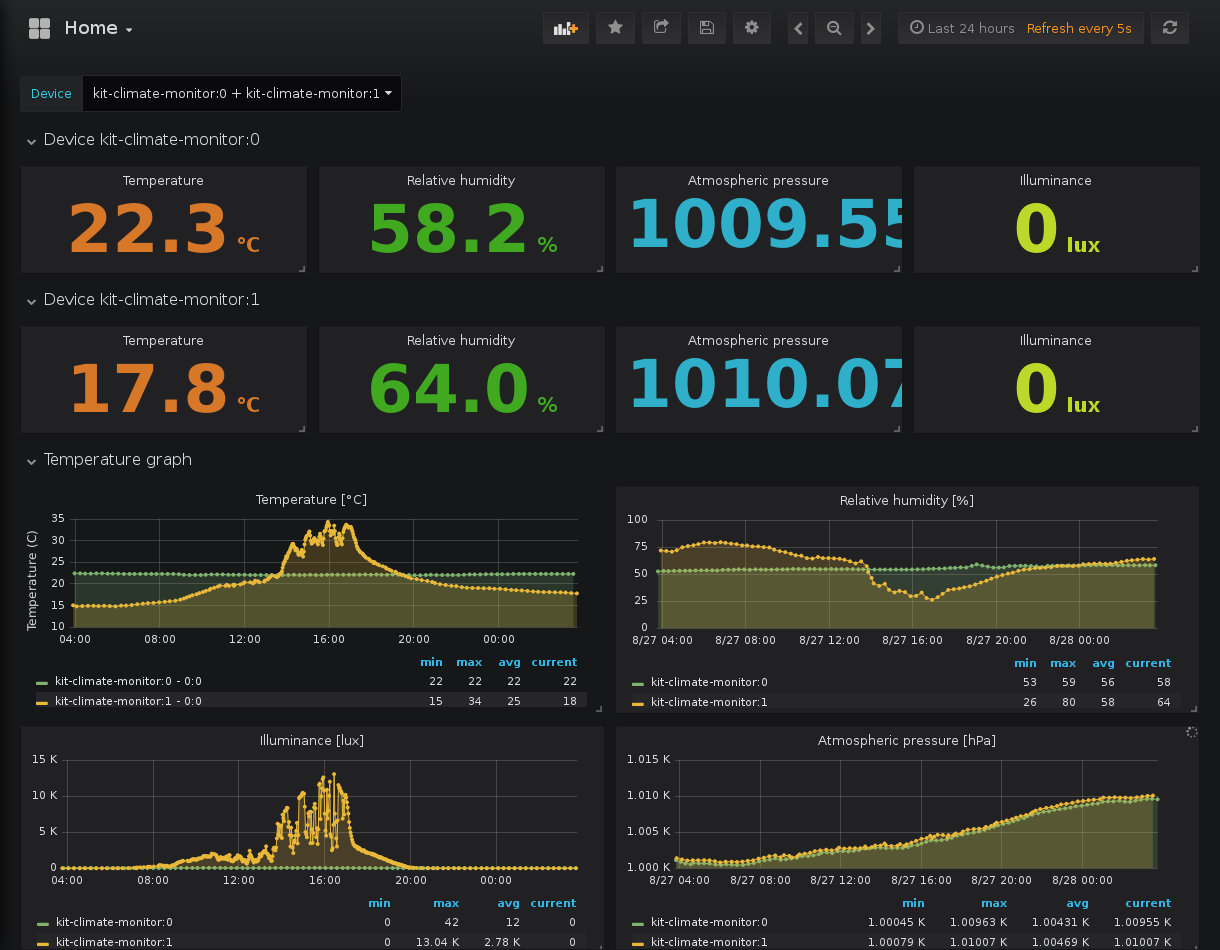 Home
Last 24 hours Refresh every 5s
Device kit-climate-monitor:0 + kit-climate-monitor:1
Device kit-climate-monitor:0
Temperature Relative humidity Atmospheric pressure Illuminance
22.3 °C 58.2 % 1009.55 0 lux
Device kit-climate-monitor:1
Temperature Relative humidity Atmospheric pressure Illuminance
17.8 °C 64.0 % 1010.07 0 lux
Temperature graph
Temperature [°C]
Temperature (C)
35
30
25
20
15
10
04:00 08:00 12:00 16:00 20:00 00:00
min max avg current
kit-climate-monitor:0 - 0:0 22 22 22 22
kit-climate-monitor:1 - 0:0 15 34 25 18
Relative humidity [%]
100
75
50
25
0
8/27 04:00 8/27 08:00 8/27 12:00 8/27 16:00 8/27 20:00 8/28 00:00
min max avg current
kit-climate-monitor:0 53 59 56 58
kit-climate-monitor:1 26 80 58 64
Illuminance [lux]
15 K
10 K
5 K
0
04:00 08:00 12:00 16:00 20:00 00:00
min max avg current
kit-climate-monitor:0 0 42 12 0
kit-climate-monitor:1 0 13.04 K 2.78 K 0
Atmospheric pressure [hPa]
1.015 K
1.010 K
1.005 K
1.000 K
8/27 04:00 8/27 08:00 8/27 12:00 8/27 16:00 8/27 20:00 8/28 00:00
min max avg current
kit-climate-monitor:0 1.00045 K 1.00963 K 1.00431 K 1.00955 K
kit-climate-monitor:1 1.00079 K 1.01007 K 1.00469 K 1.01007 K